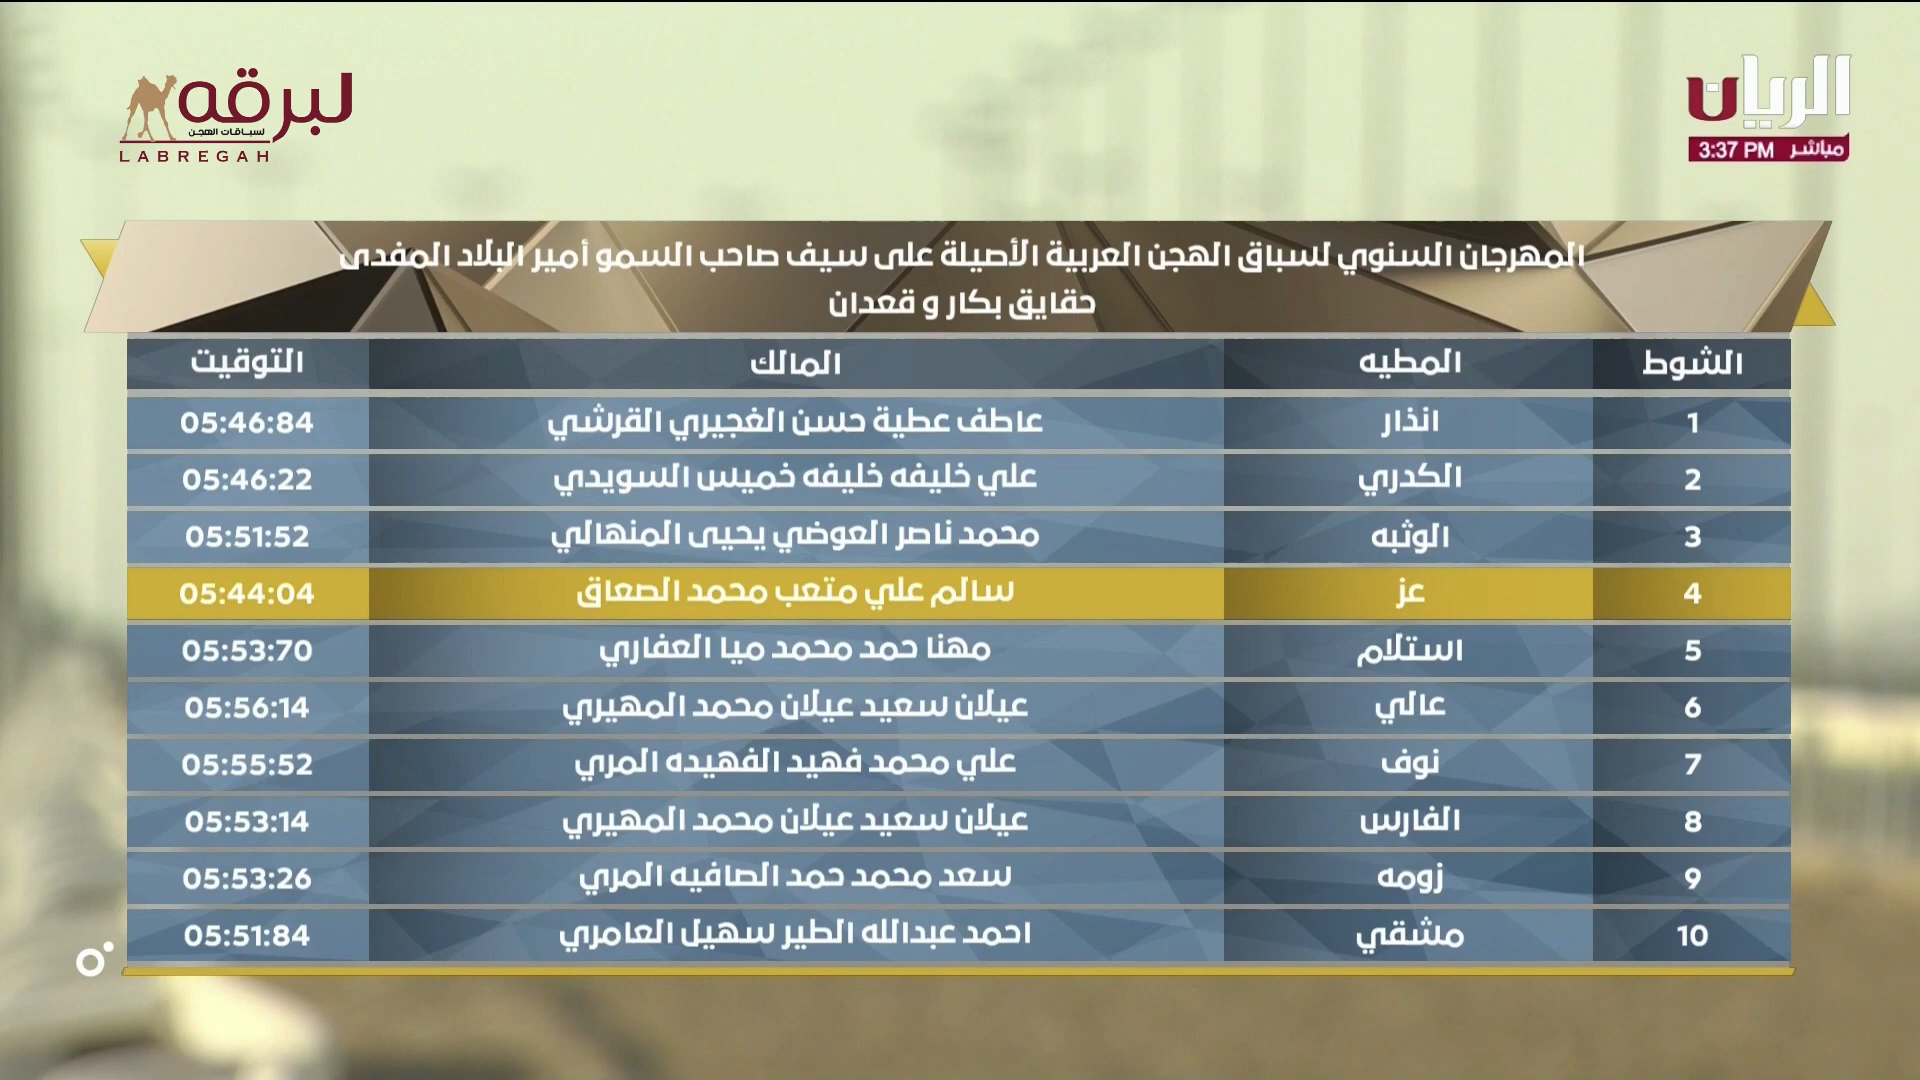 لبرقه
لسباقات الهجن
LABREGAH
الريان
مباشر 3:37 PM
المهرجان السنوي لسباق الهجن العربية الأصيلة على سيف صاحب السمو أمير البلاد المفدى
حقايق بكار و قعدان
الشوط المطيه المالك التوقيت
1 انذار عاطف عطية حسن الغجيري القرشي 05:46:84
2 الكدري علي خليفه خليفه خميس السويدي 05:46:22
3 الوثبه محمد ناصر العوضي يحيى المنهالي 05:51:52
4 عز سالم علي متعب محمد الصعاق 05:44:04
5 استلام مهنا حمد محمد ميا العفاري 05:53:70
6 عالي عيلان سعيد عيلان محمد المهيري 05:56:14
7 نوف علي محمد فهيد الفهيده المري 05:55:52
8 الفارس عيلان سعيد عيلان محمد المهيري 05:53:14
9 زومه سعد محمد حمد الصافيه المري 05:53:26
10 مشقي احمد عبدالله الطير سهيل العامري 05:51:84